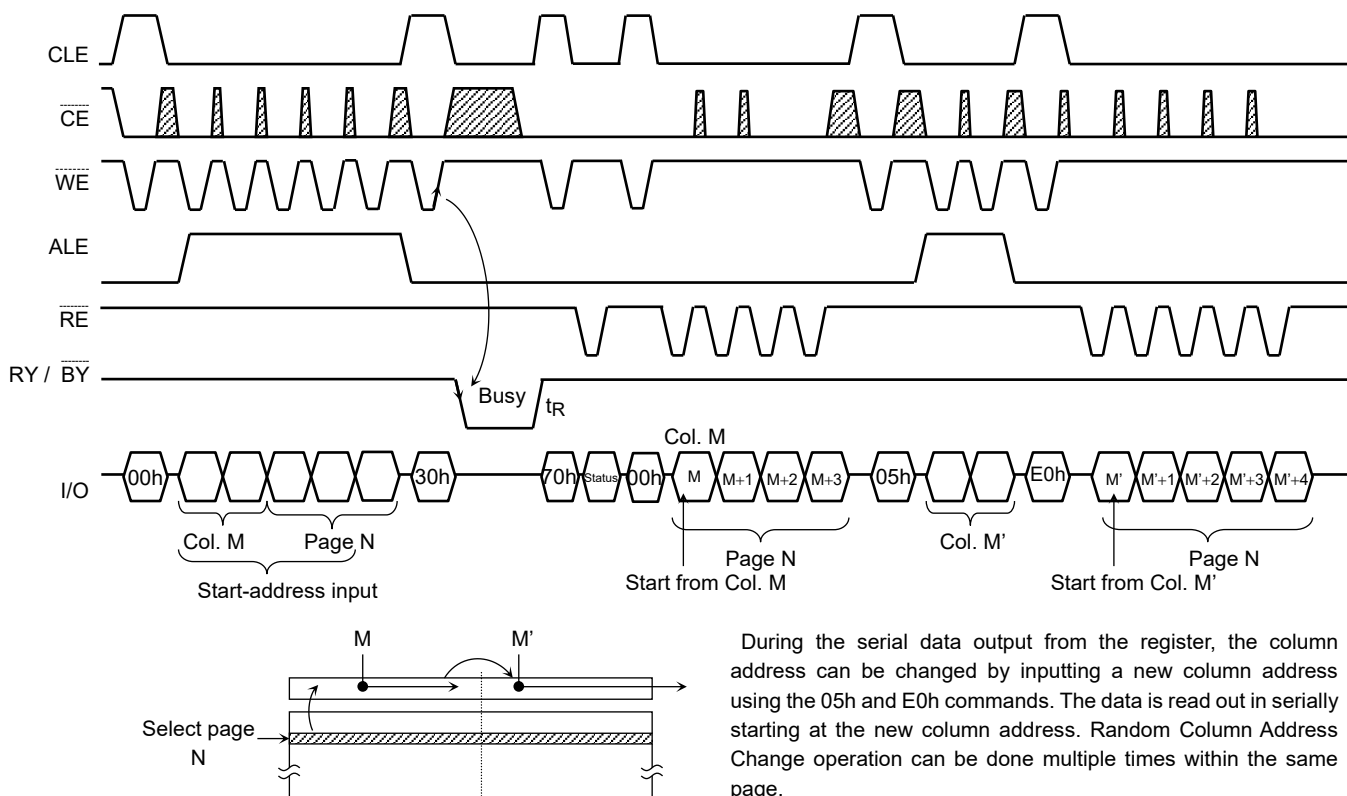 CLE
CE
WE
ALE
RE
RY / BY
Busy
tR
Col. M
I/O
00h
30h
70h
Status
00h
M
M+1
M+2
M+3
05h
E0h
M'
M'+1
M'+2
M'+3
M'+4
Col. M
Page N
Start-address input
Page N
Start from Col. M
Col. M'
Page N
Start from Col. M'
M
M'
Select page
N
During the serial data output from the register, the column
address can be changed by inputting a new column address
using the 05h and E0h commands. The data is read out in serially
starting at the new column address. Random Column Address
Change operation can be done multiple times within the same
page.